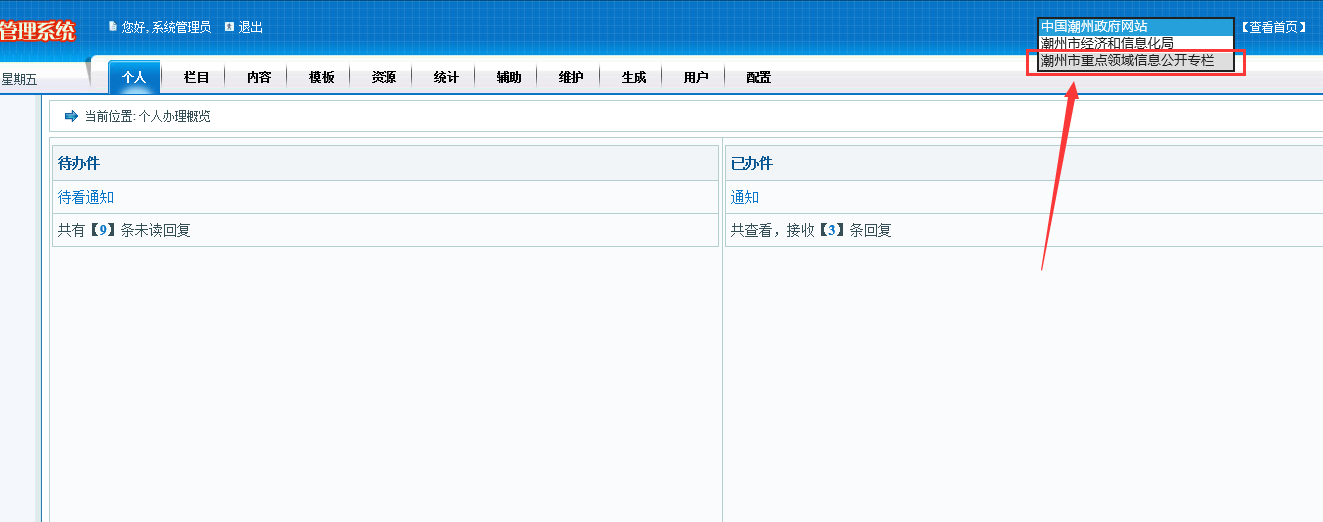 管理系统
您好,系统管理员 退出
中国潮州政府网站
潮州市经济和信息化局
潮州市重点领域信息公开专栏
【查看首页】
星期五
个人 栏目 内容 模板 资源 统计 辅助 维护 生成 用户 配置
当前位置: 个人办理概览
待办件
待看通知
共有【9】条未读回复
已办件
通知
共查看，接收【3】条回复